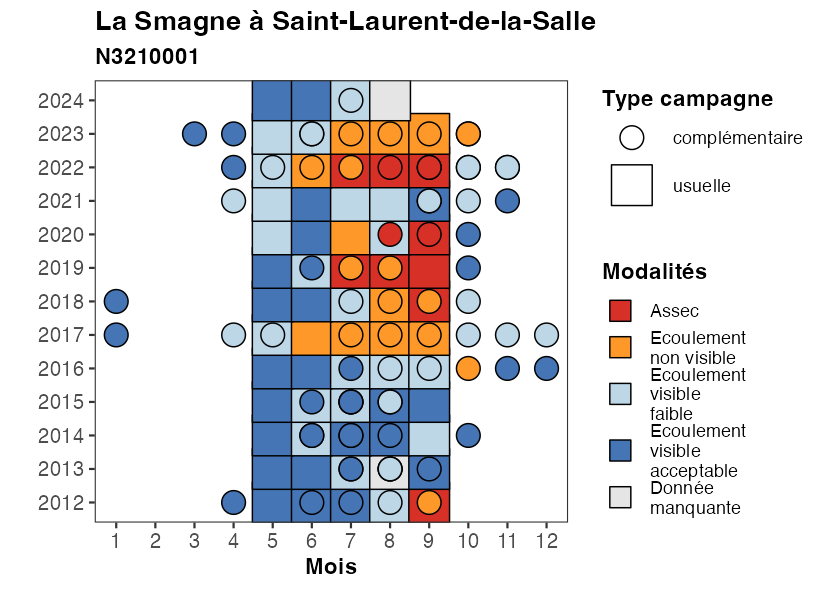 La Smagne à Saint-Laurent-de-la-Salle
N3210001
2024
2023
2022
2021
2020
2019
2018
2017
2016
2015
2014
2013
2012
1 2 3 4 5 6 7 8 9 10 11 12
Mois
Type campagne
complémentaire
usuelle
Modalités
Assec
Ecoulement
non visible
Ecoulement
visible
faible
Ecoulement
visible
acceptable
Donnée
manquante